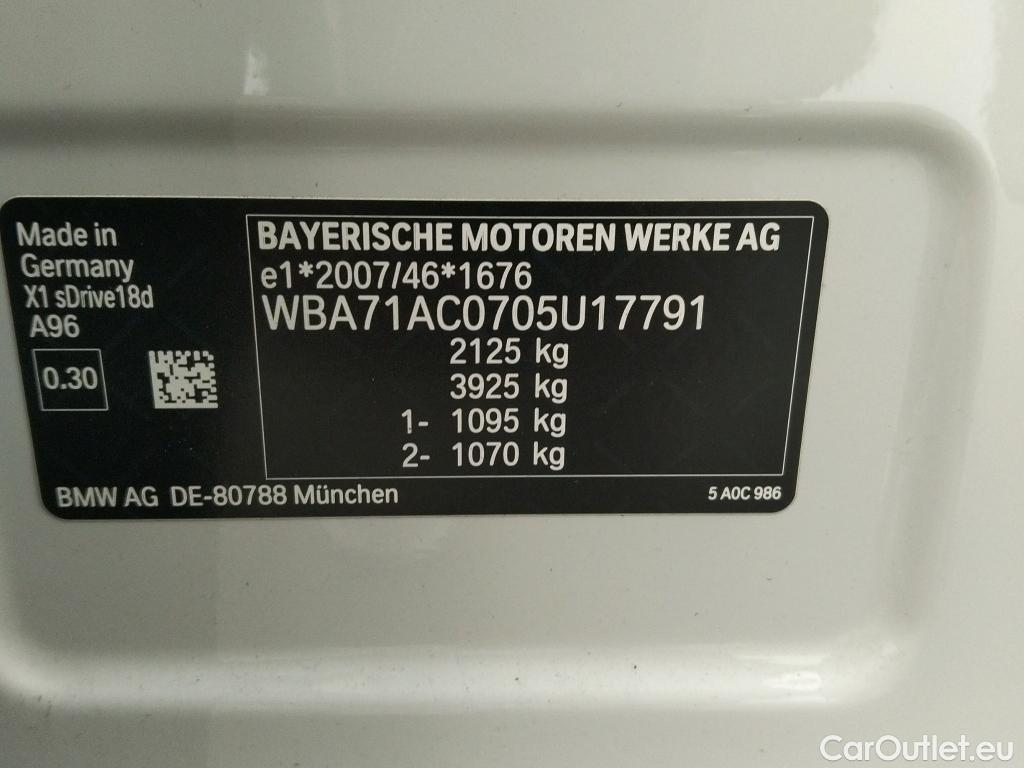 Made in
Germany
X1 sDrive18d
A96
0.30
BAYERISCHE MOTOREN WERKE AG
e1*2007/46*1676
WBA71AC0705U17791
2125 kg
3925 kg
1- 1095 kg
2- 1070 kg
BMW AG DE-80788 München
5 A0C 986
CarOutlet.eu